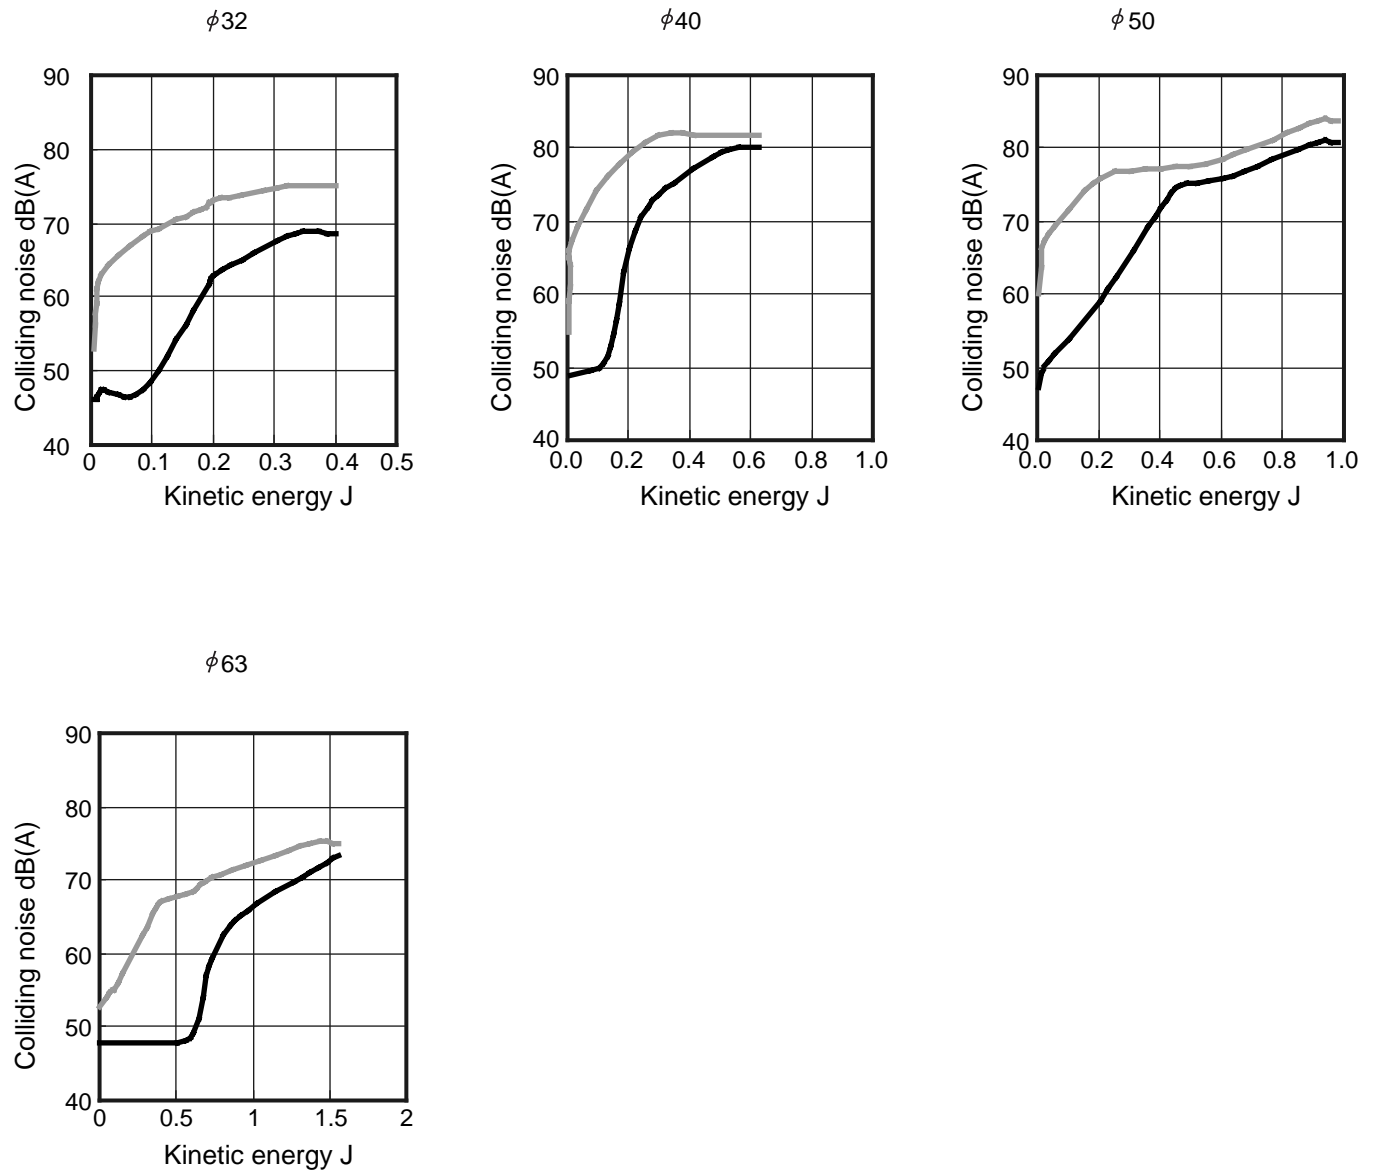 ϕ32
90
80
70
60
50
40
0 0.1 0.2 0.3 0.4 0.5
Colliding noise dB(A)
Kinetic energy J
ϕ40
90
80
70
60
50
40
0.0 0.2 0.4 0.6 0.8 1.0
Colliding noise dB(A)
Kinetic energy J
ϕ50
90
80
70
60
50
40
0.0 0.2 0.4 0.6 0.8 1.0
Colliding noise dB(A)
Kinetic energy J
ϕ63
90
80
70
60
50
40
0 0.5 1 1.5 2
Colliding noise dB(A)
Kinetic energy J